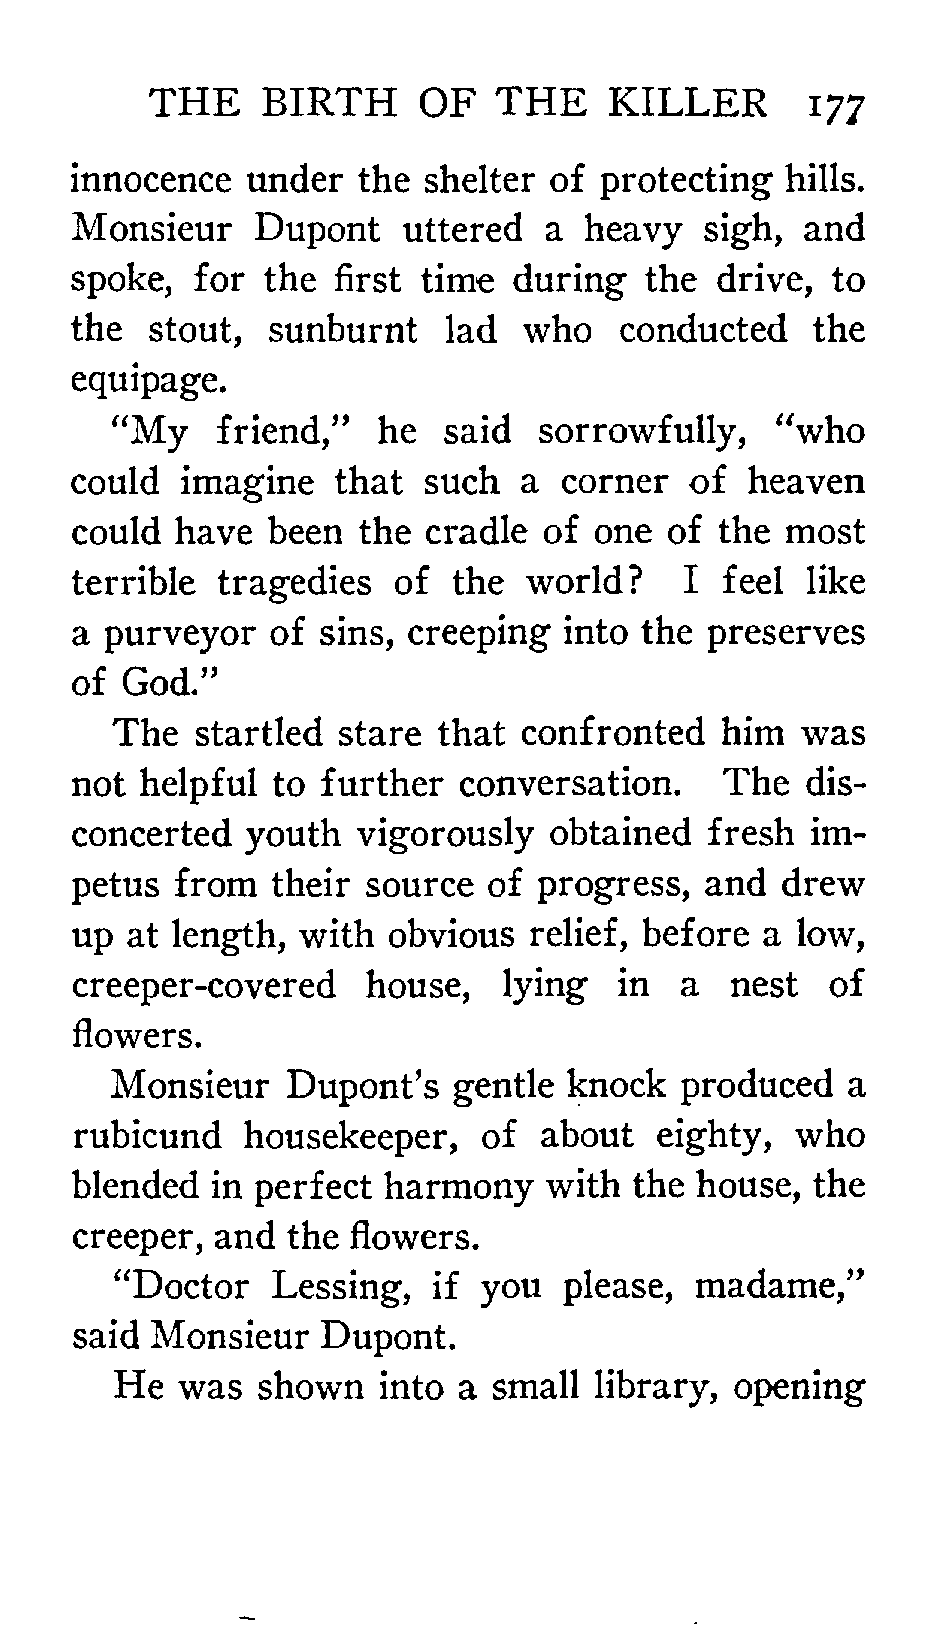 THE BIRTH OF THE KILLER 177
innocence under the shelter of protecting hills.
Monsieur Dupont uttered a heavy sigh, and
spoke, for the first time during the drive, to
the stout, sunburnt lad who conducted the
equipage.
"My friend," he said sorrowfully, "who
could imagine that such a corner of heaven
could have been the cradle of one of the most
terrible tragedies of the world? I feel like
a purveyor of sins, creeping into the preserves
of God."
The startled stare that confronted him was
not helpful to further conversation. The dis-
concerted youth vigorously obtained fresh im-
petus from their source of progress, and drew
up at length, with obvious relief, before a low,
creeper-covered house, lying in a nest of
flowers.
Monsieur Dupont's gentle knock produced a
rubicund housekeeper, of about eighty, who
blended in perfect harmony with the house, the
creeper, and the flowers.
"Doctor Lessing, if you please, madame,"
said Monsieur Dupont.
He was shown into a small library, opening